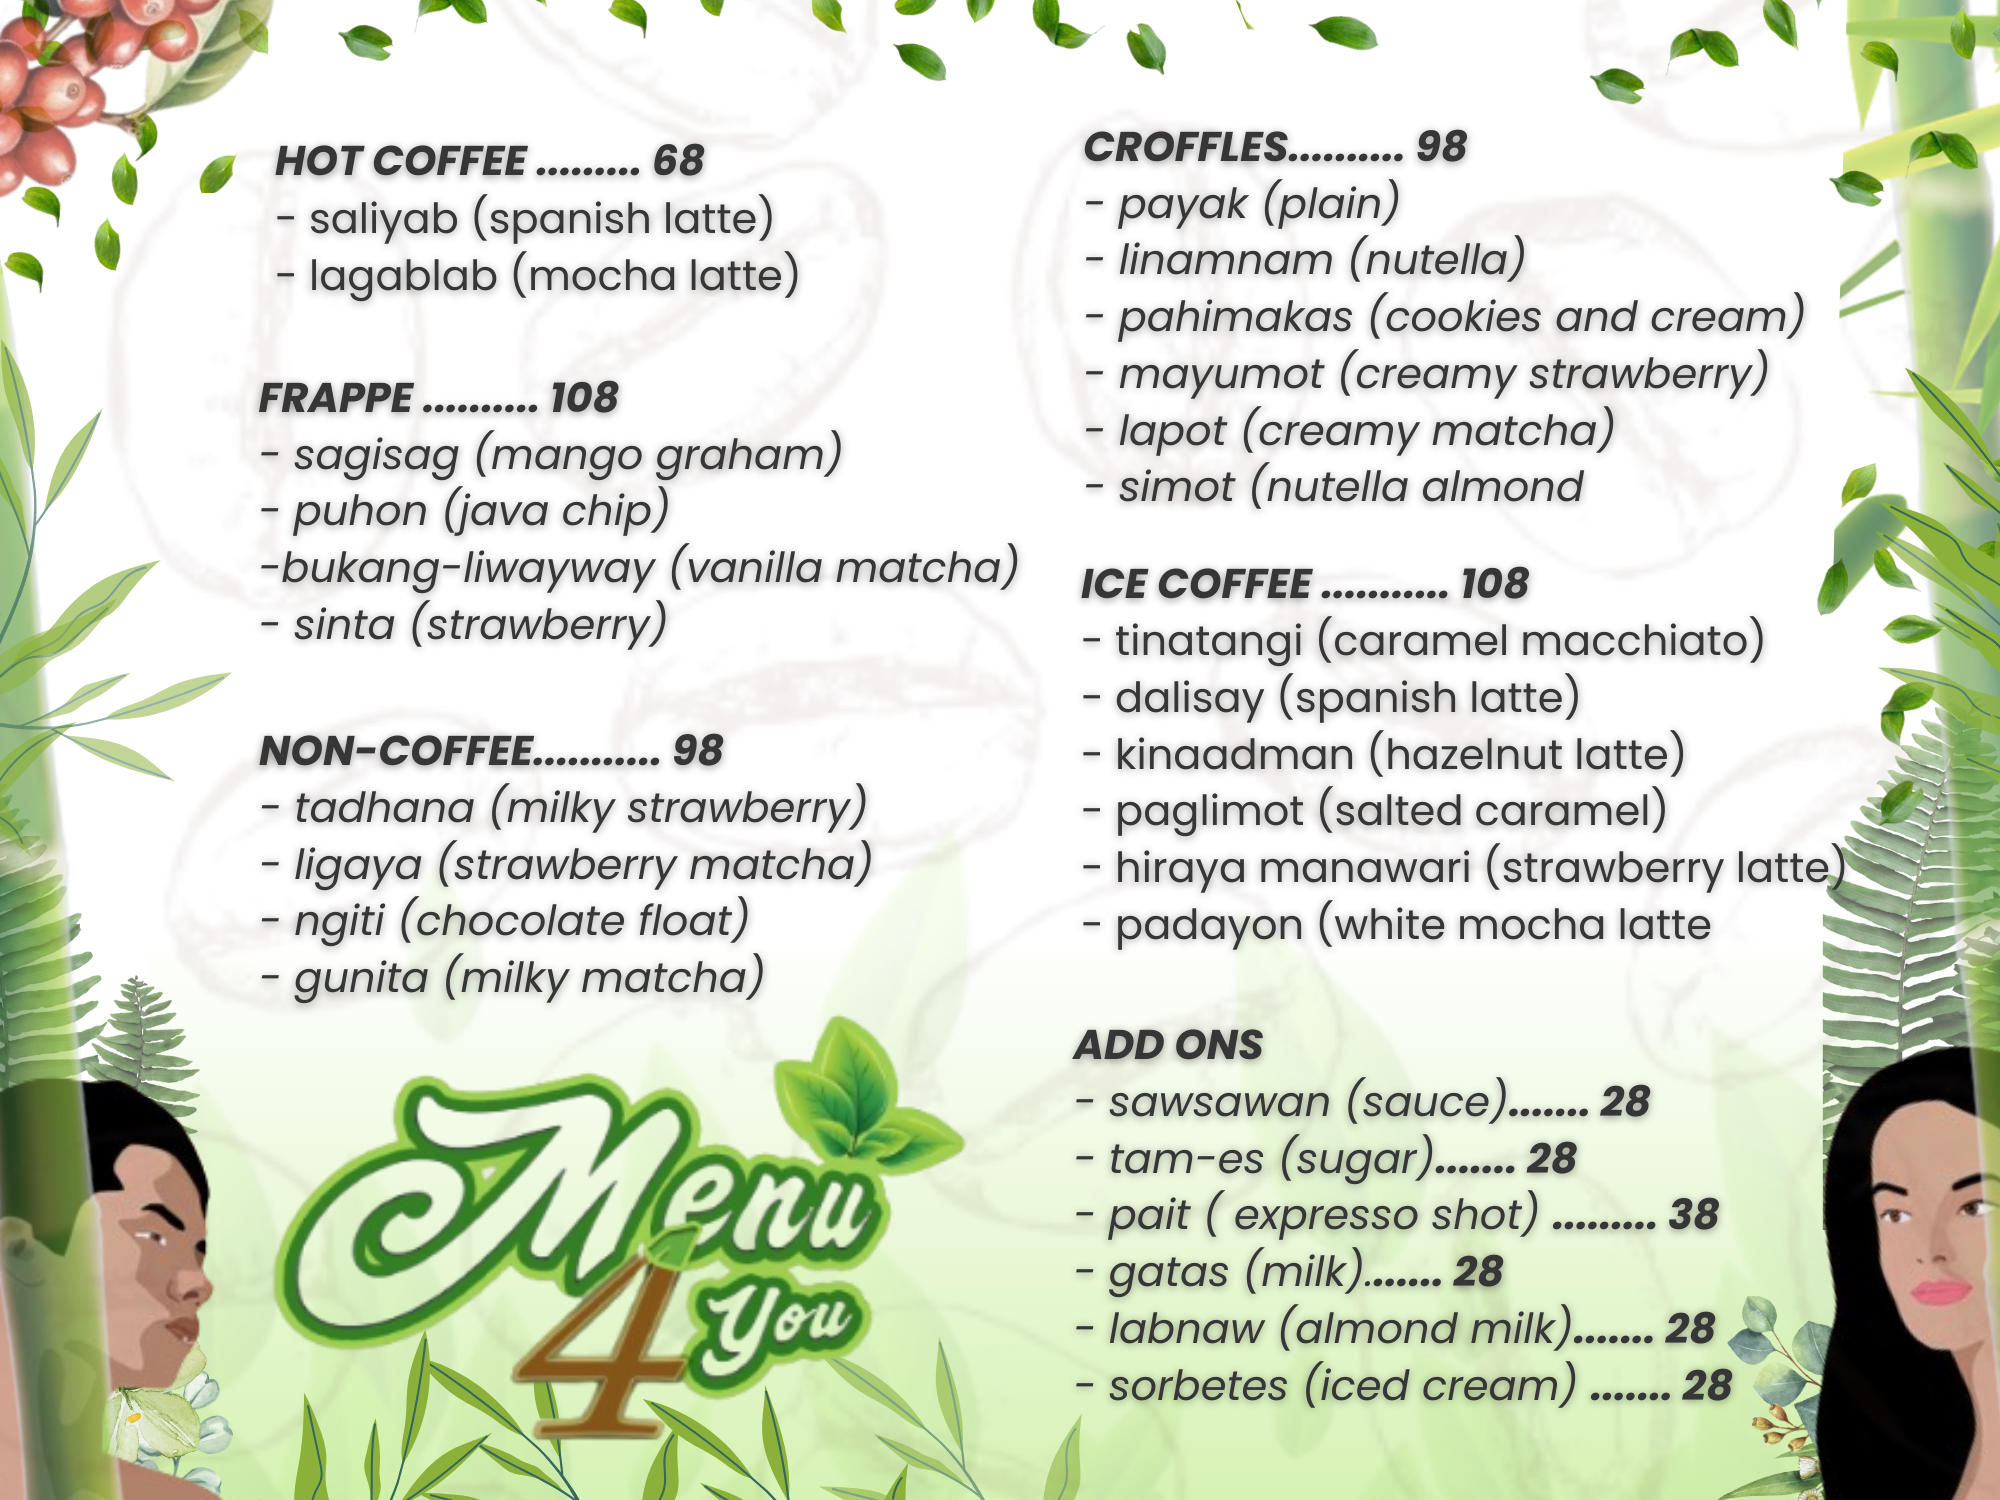 HOT COFFEE ......... 68
- saliyab (spanish latte)
- lagablab (mocha latte)
FRAPPE .......... 108
- sagisag (mango graham)
- puhon (java chip)
-bukang-liwayway (vanilla matcha)
- sinta (strawberry)
NON-COFFEE........... 98
- tadhana (milky strawberry)
- ligaya (strawberry matcha)
- ngiti (chocolate float)
- gunita (milky matcha)
Menu
4 You
CROFFLES.......... 98
- payak (plain)
- linamnam (nutella)
- pahimakas (cookies and cream)
- mayumot (creamy strawberry)
- lapot (creamy matcha)
- simot (nutella almond
ICE COFFEE ........... 108
- tinatangi (caramel macchiato)
- dalisay (spanish latte)
- kinaadman (hazelnut latte)
- paglimot (salted caramel)
- hiraya manawari (strawberry latte)
- padayon (white mocha latte
ADD ONS
- sawsawan (sauce)....... 28
- tam-es (sugar)....... 28
- pait ( expresso shot) ......... 38
- gatas (milk)....... 28
- labnaw (almond milk)....... 28
- sorbetes (iced cream) ....... 28